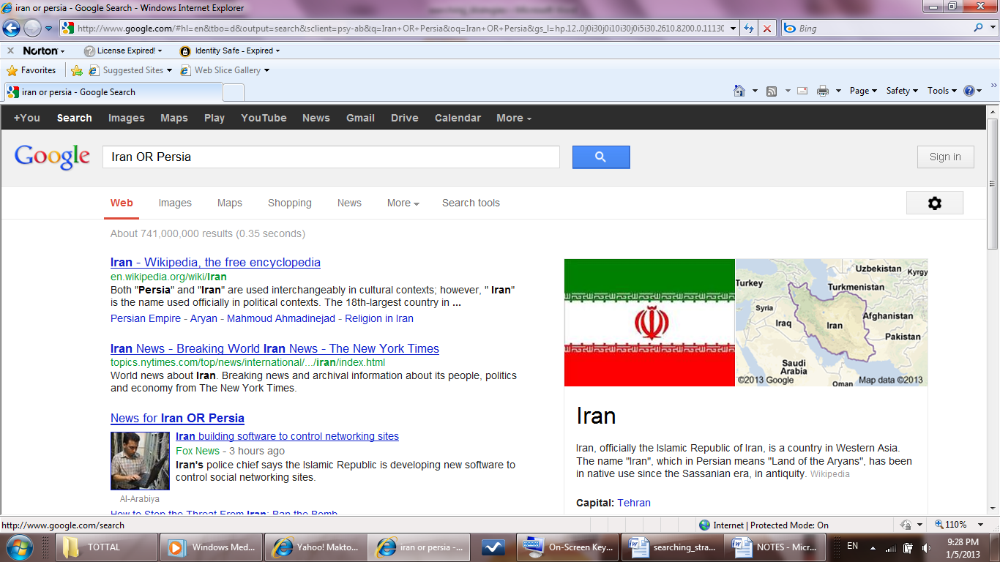 iran or persia - Google Search - Windows Internet Explorer
http://www.google.com/#hl=en&tbo=d&output=search&sclient=psy-ab&q=Iran+OR+Persia&oq=Iran+OR+Persia&gs_l=hp.12..0j0i30j0i10i30j0i5i30.2610.8200.0.11130
Bing
x Norton License Expired! Identity Safe - Expired
Favorites Suggested Sites Web Slice Gallery
iran or persia - Google Search
Page Safety Tools
+You Search Images Maps Play YouTube News Gmail Drive Calendar More
Google Iran OR Persia Sign in
Web Images Maps Shopping News More Search tools
About 741,000,000 results (0.35 seconds)
Iran - Wikipedia, the free encyclopedia
en.wikipedia.org/wiki/Iran
Both "Persia" and "Iran" are used interchangeably in cultural contexts; however, " Iran"
is the name used officially in political contexts. The 18th-largest country in ...
Persian Empire - Aryan - Mahmoud Ahmadinejad - Religion in Iran
Iran News - Breaking World Iran News - The New York Times
topics.nytimes.com/top/news/international/.../iran/index.html
World news about Iran. Breaking news and archival information about its people, politics
and economy from The New York Times.
News for Iran OR Persia
Iran building software to control networking sites
Fox News - 3 hours ago
Iran's police chief says the Islamic Republic is developing new software to
control social networking sites.
Al-Arabiya
How to Stop the Threat From Iran: Ban the Bomb
Uzbekistan
Kyrgy
Turkey
Turkmenistan
Syria
Afghanistan
Iraq
Iran
Pakistan
Saudi
Arabia
Oman
©2013 Google
Map data ©2013
Iran
Iran, officially the Islamic Republic of Iran, is a country in Western Asia.
The name "Iran", which in Persian means "Land of the Aryans", has been
in native use since the Sassanian era, in antiquity. Wikipedia
Capital: Tehran
http://www.google.com/search
Internet | Protected Mode: On
110%
TOTTAL
Windows Med...
Yahoo! Makto...
iran or persia -...
On-Screen Key...
searching_stra...
NOTES - Micr...
EN
9:28 PM
1/5/2013